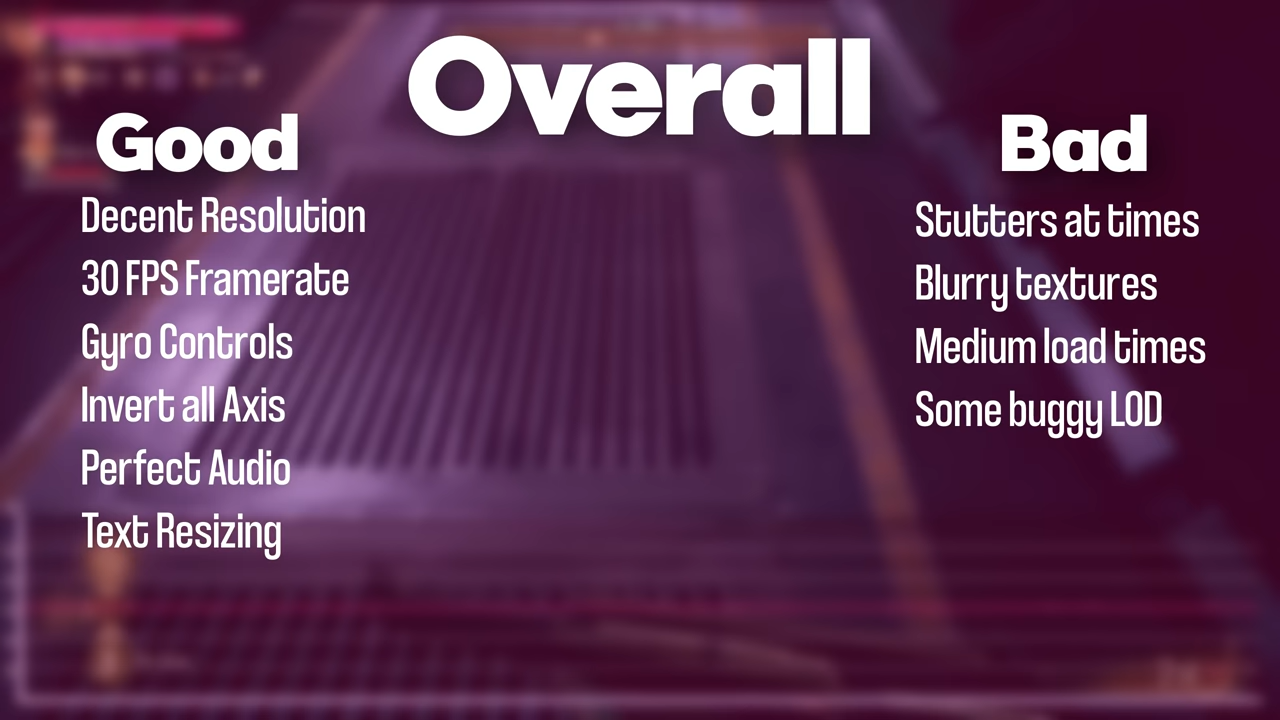 Overall
Good
Decent Resolution
30 FPS Framerate
Gyro Controls
Invert all Axis
Perfect Audio
Text Resizing
Bad
Stutters at times
Blurry textures
Medium load times
Some buggy LOD